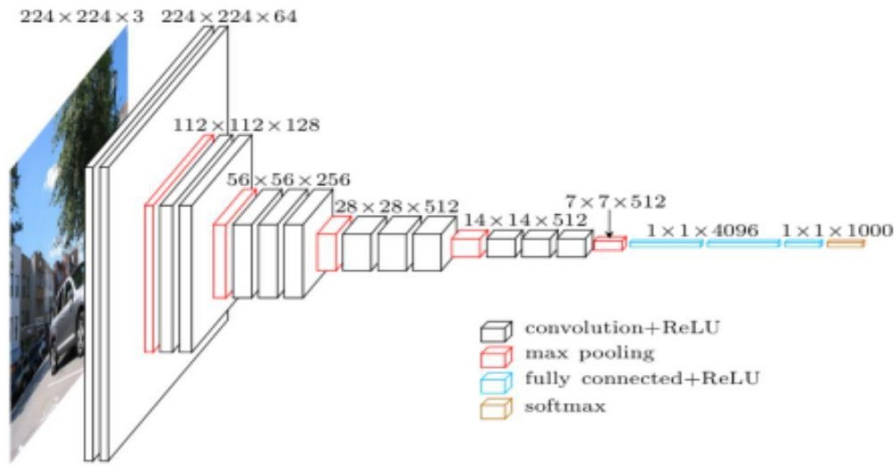 224×224×3
224×224×64
112×112×128
56×56×256
28×28×512
14×14×512
7×7×512
1×1×4096
1×1×1000
convolution+ReLU
max pooling
fully connected+ReLU
softmax